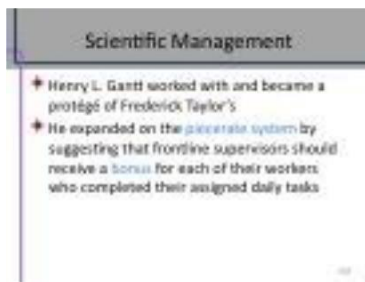 Scientific Management
Henry L. Gantt worked with and became a
protégé of Frederick Taylor's
He expanded on the piecerate system by
suggesting that frontline supervisors should
receive a bonus for each of their workers
who completed their assigned daily tasks